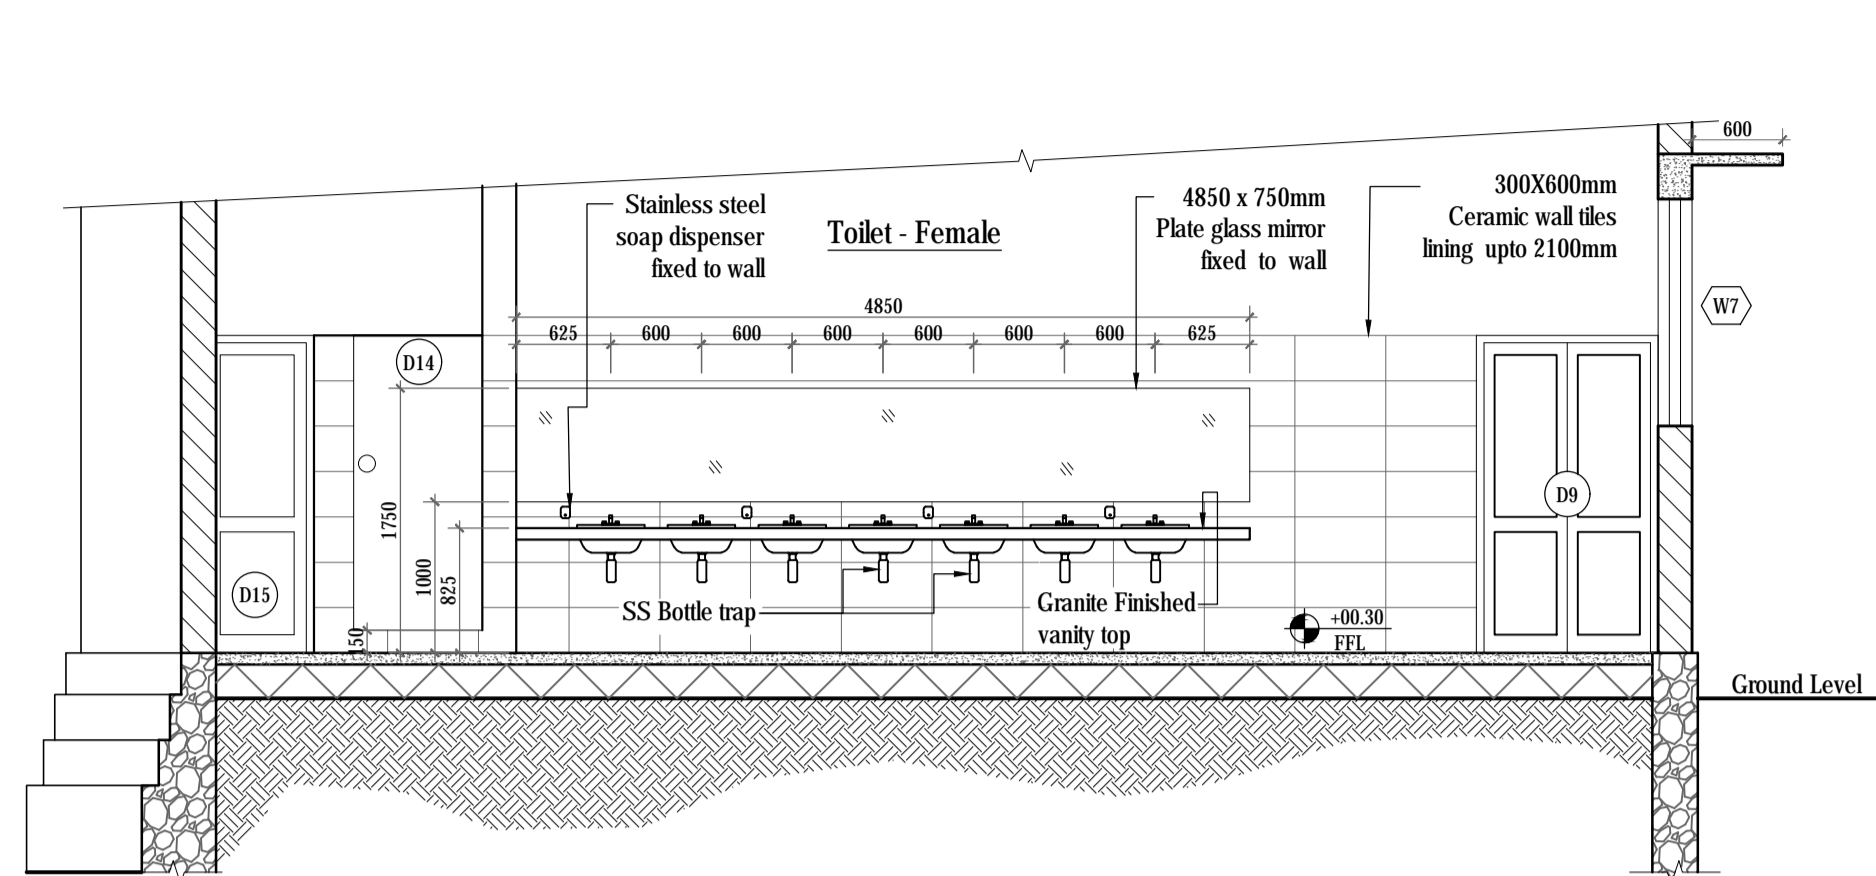 600
Stainless steel
soap dispenser
fixed to wall
Toilet - Female
4850 x 750mm
Plate glass mirror
fixed to wall
300X600mm
Ceramic wall tiles
lining upto 2100mm
W7
4850
625 600 600 600 600 600 600 625
D14
1750
1000
825
150
D15
D9
SS Bottle trap
Granite Finished
vanity top
+00.30
FFL
Ground Level